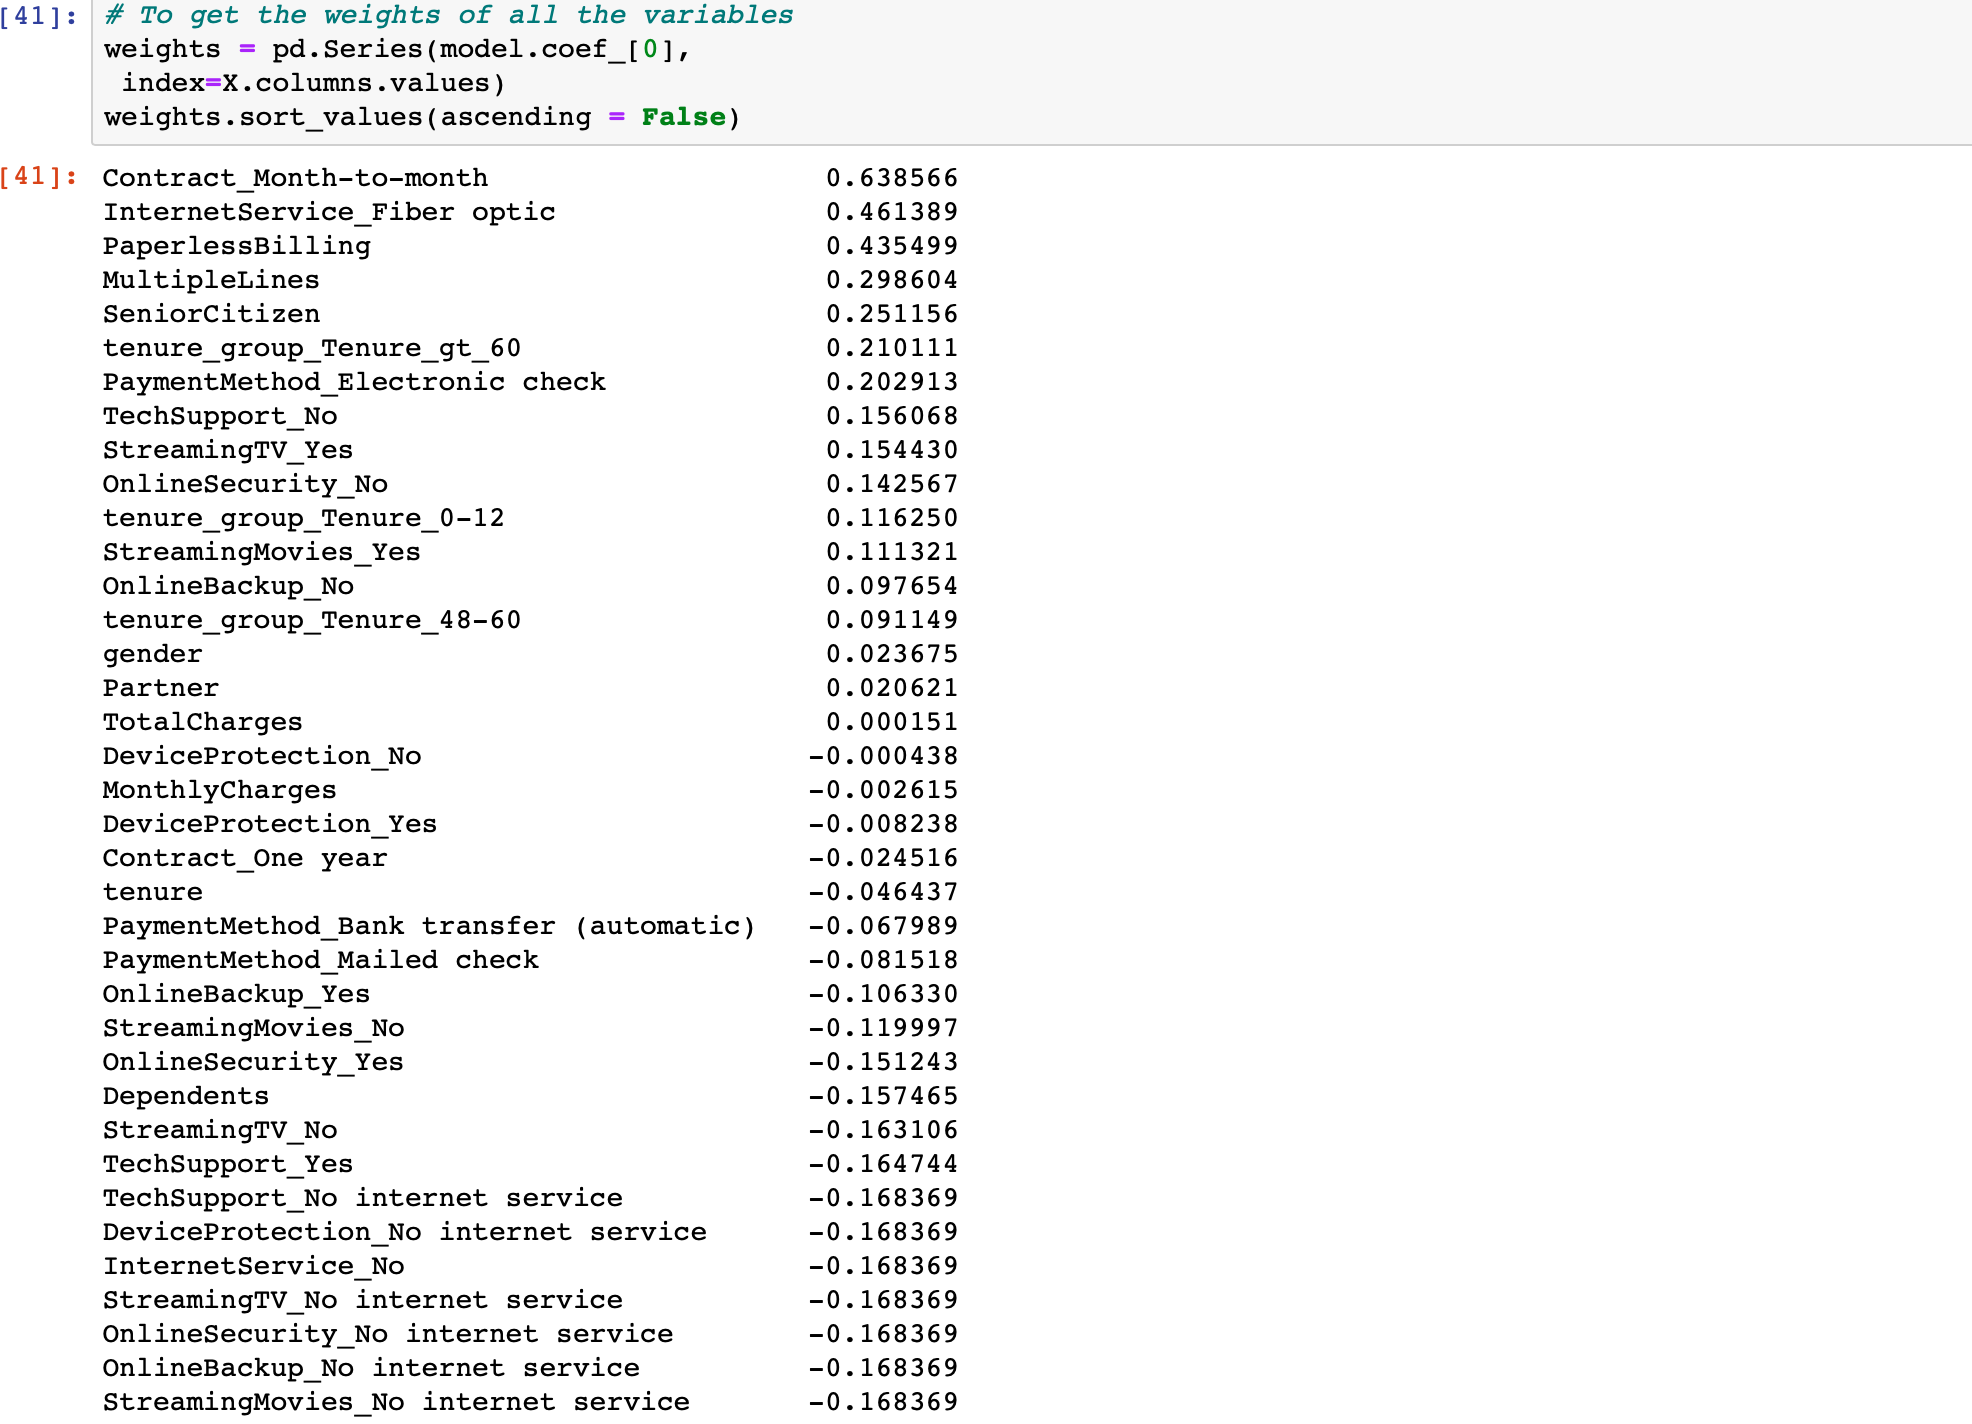 [41]: # To get the weights of all the variables
weights = pd.Series(model.coef_[0],
 index=X.columns.values)
weights.sort_values(ascending = False)
[41]: Contract_Month-to-month 0.638566
InternetService_Fiber optic 0.461389
PaperlessBilling 0.435499
MultipleLines 0.298604
SeniorCitizen 0.251156
tenure_group_Tenure_gt_60 0.210111
PaymentMethod_Electronic check 0.202913
TechSupport_No 0.156068
StreamingTV_Yes 0.154430
OnlineSecurity_No 0.142567
tenure_group_Tenure_0-12 0.116250
StreamingMovies_Yes 0.111321
OnlineBackup_No 0.097654
tenure_group_Tenure_48-60 0.091149
gender 0.023675
Partner 0.020621
TotalCharges 0.000151
DeviceProtection_No -0.000438
MonthlyCharges -0.002615
DeviceProtection_Yes -0.008238
Contract_One year -0.024516
tenure -0.046437
PaymentMethod_Bank transfer (automatic) -0.067989
PaymentMethod_Mailed check -0.081518
OnlineBackup_Yes -0.106330
StreamingMovies_No -0.119997
OnlineSecurity_Yes -0.151243
Dependents -0.157465
StreamingTV_No -0.163106
TechSupport_Yes -0.164744
TechSupport_No internet service -0.168369
DeviceProtection_No internet service -0.168369
InternetService_No -0.168369
StreamingTV_No internet service -0.168369
OnlineSecurity_No internet service -0.168369
OnlineBackup_No internet service -0.168369
StreamingMovies_No internet service -0.168369